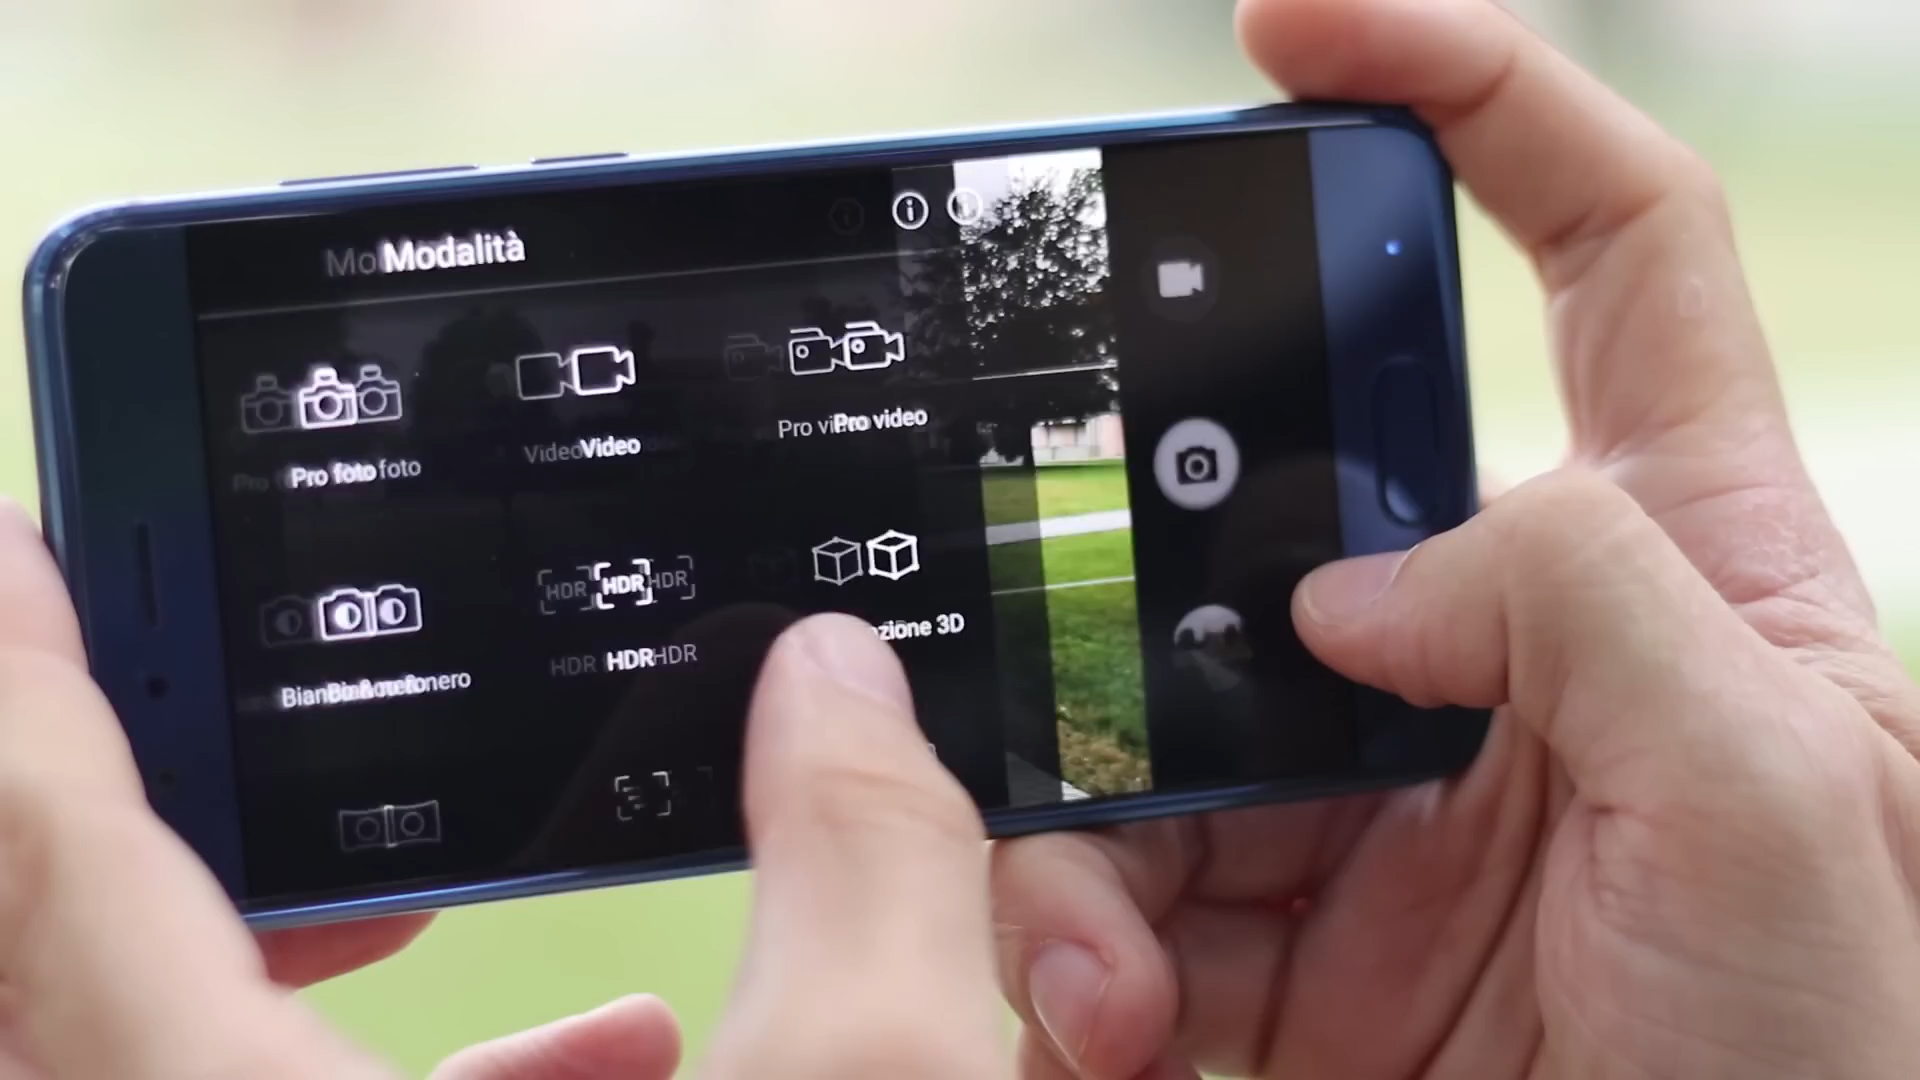 Modalità
Pro foto
Video
Pro video
HDR
HDR
zione 3D